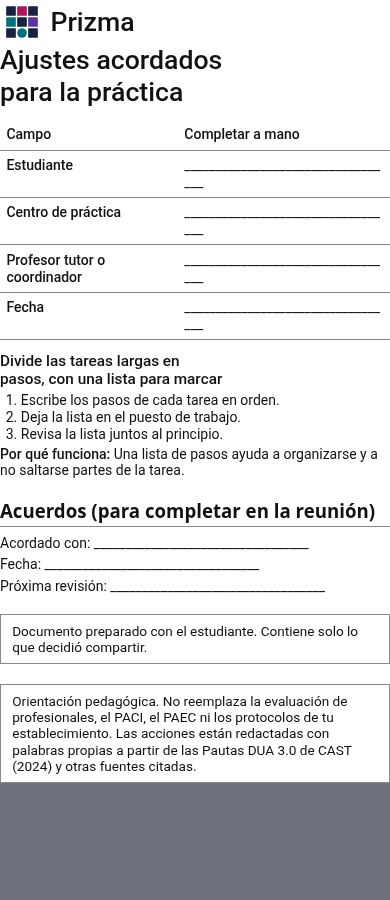 Prizma
Ajustes acordados
para la práctica
Campo Completar a mano
Estudiante _______________________________
___
Centro de práctica _______________________________
___
Profesor tutor o
coordinador _______________________________
___
Fecha _______________________________
___
Divide las tareas largas en
pasos, con una lista para marcar
1. Escribe los pasos de cada tarea en orden.
2. Deja la lista en el puesto de trabajo.
3. Revisa la lista juntos al principio.
Por qué funciona: Una lista de pasos ayuda a organizarse y a
no saltarse partes de la tarea.
Acuerdos (para completar en la reunión)
Acordado con: __________________________________
Fecha: __________________________________
Próxima revisión: __________________________________
Documento preparado con el estudiante. Contiene solo lo
que decidió compartir.
Orientación pedagógica. No reemplaza la evaluación de
profesionales, el PACI, el PAEC ni los protocolos de tu
establecimiento. Las acciones están redactadas con
palabras propias a partir de las Pautas DUA 3.0 de CAST
(2024) y otras fuentes citadas.